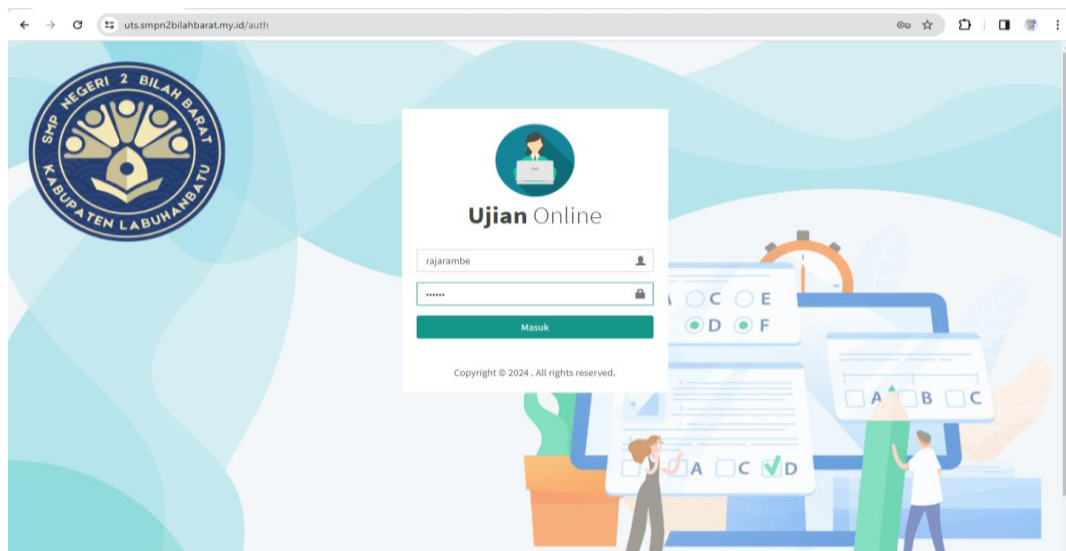 uts.smpn2bilahbarat.my.id/auth
SMP NEGERI 2 BILAH BARAT
KABUPATEN LABUHANBATU
Ujian Online
rajarambe
••••••
Masuk
Copyright © 2024 . All rights reserved.
C E
D F
A B C
A C D